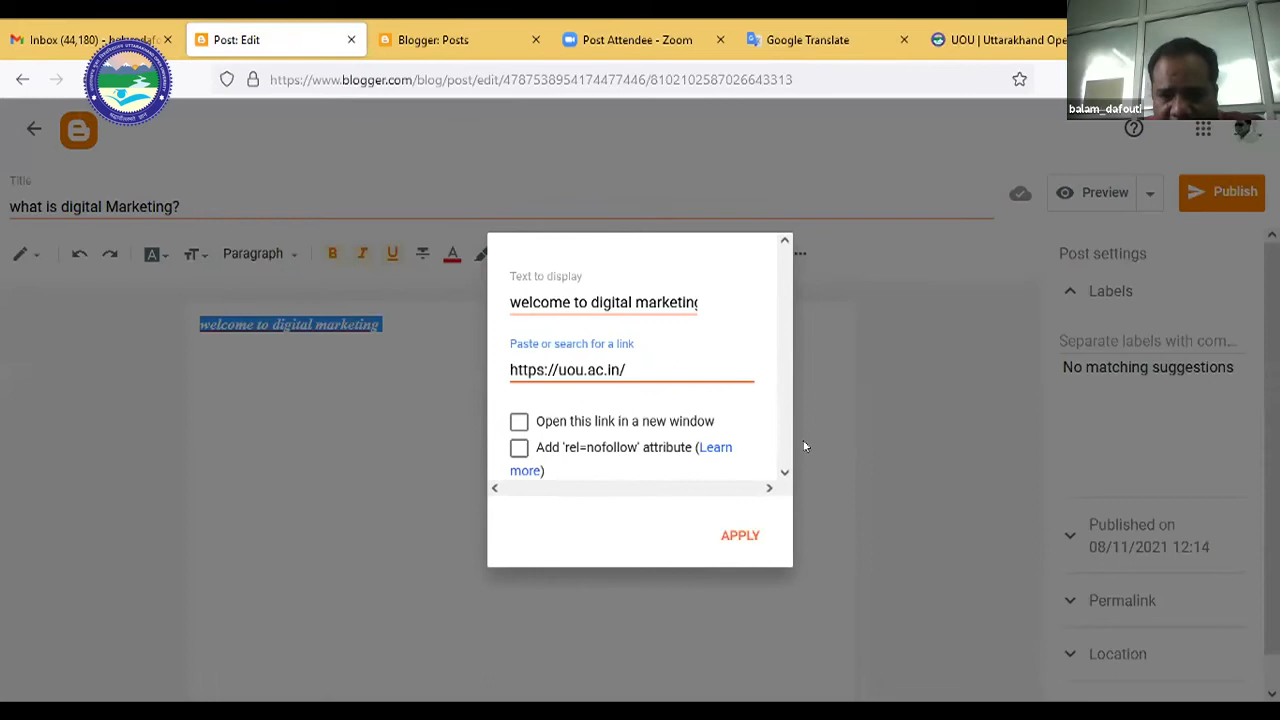 Inbox (44,180) - balamdafo
Post: Edit
Blogger: Posts
Post Attendee - Zoom
Google Translate
UOU | Uttarakhand Ope
https://www.blogger.com/blog/post/edit/4787538954174477446/8102102587026643313
balam_dafouti
Title
what is digital Marketing?
Preview
Publish
Paragraph
B I U A
Post settings
Labels
Separate labels with com...
No matching suggestions
welcome to digital marketing
Text to display
welcome to digital marketing
Paste or search for a link
https://uou.ac.in/
Open this link in a new window
Add 'rel=nofollow' attribute (Learn
more)
APPLY
Published on
08/11/2021 12:14
Permalink
Location